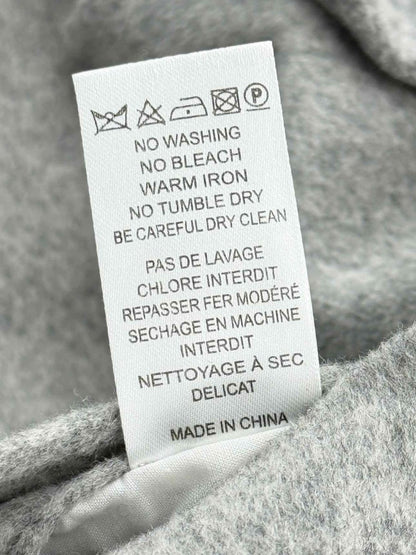 P
NO WASHING
NO BLEACH
WARM IRON
NO TUMBLE DRY
BE CAREFUL DRY CLEAN
PAS DE LAVAGE
CHLORE INTERDIT
REPASSER FER MODÉRÉ
SECHAGE EN MACHINE
INTERDIT
NETTOYAGE À SEC
DELICAT
MADE IN CHINA